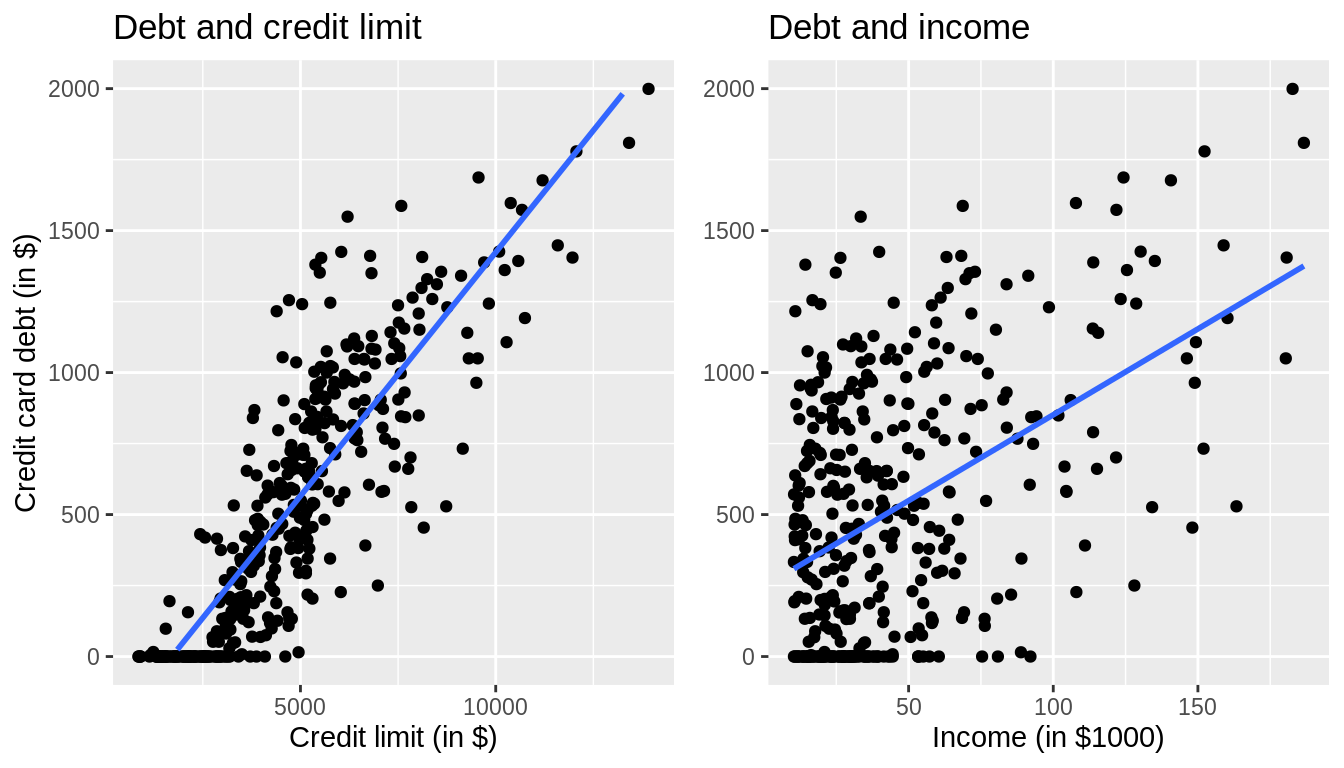 Debt and credit limit
2000
1500
1000
500
0
5000 10000
Credit limit (in $)
Credit card debt (in $)
Debt and income
2000
1500
1000
500
0
50 100 150
Income (in $1000)